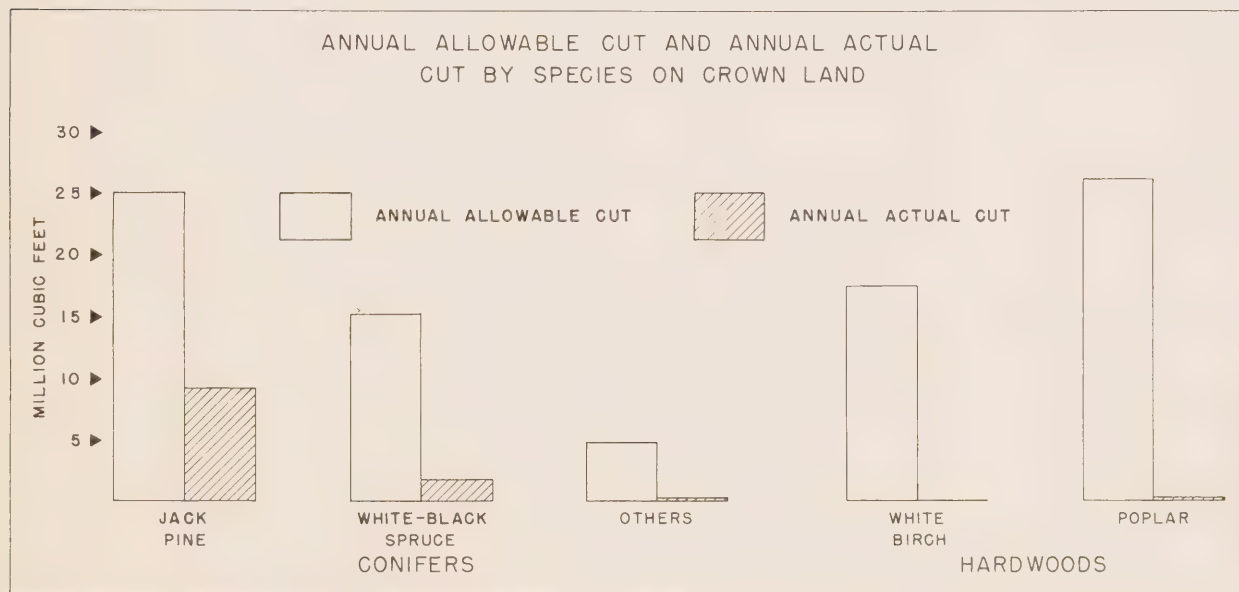 ANNUAL ALLOWABLE CUT AND ANNUAL ACTUAL
CUT BY SPECIES ON CROWN LAND
MILLION CUBIC FEET
30
25
20
15
10
5
ANNUAL ALLOWABLE CUT
ANNUAL ACTUAL CUT
JACK
PINE
WHITE-BLACK
SPRUCE
OTHERS
WHITE
BIRCH
POPLAR
CONIFERS
HARDWOODS